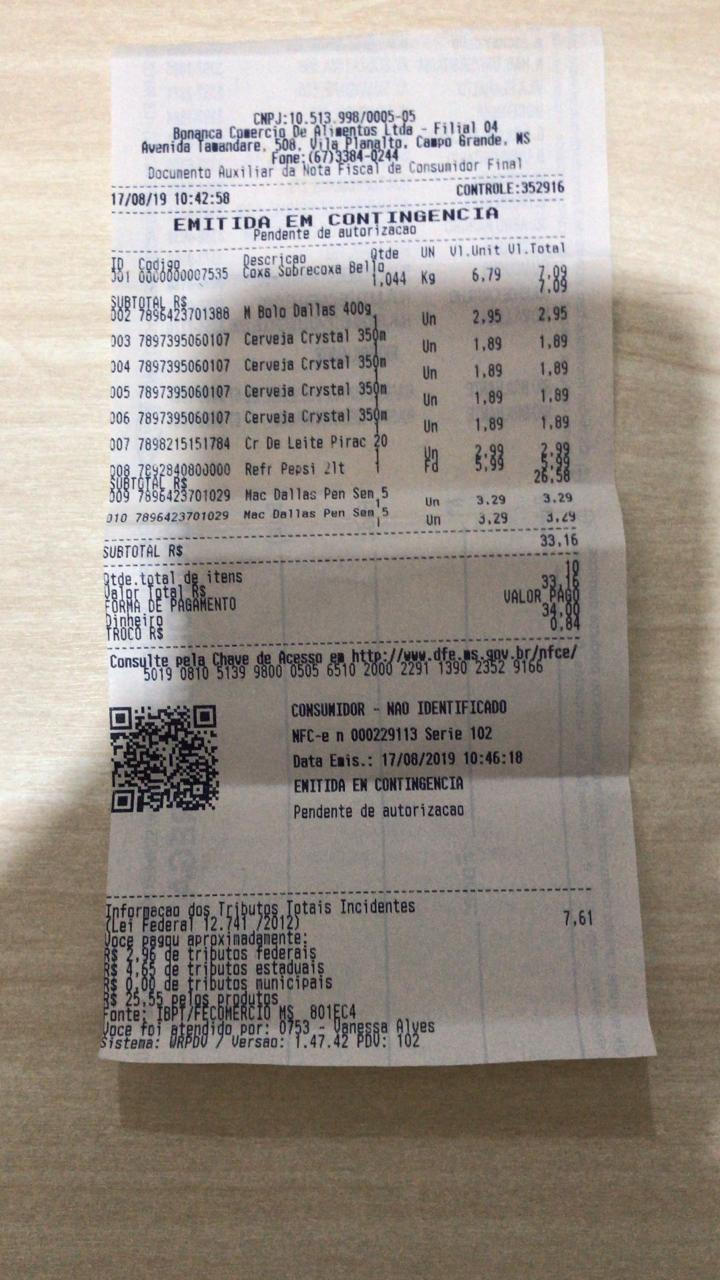 CNPJ:10.513.998/0005-05
Bonanca Comercio De Alimentos Ltda - Filial 04
Avenida Tamandare, 508, Vila Planalto, Campo Grande, MS
Fone:(67)3384-0244
Documento Auxiliar da Nota Fiscal de Consumidor Final
17/08/19 10:42:58 CONTROLE:352916
EMITIDA EM CONTINGENCIA
Pendente de autorizacao
ID Codigo Descricao Qtde UN Vl.Unit Vl.Total
001 0000000007535 Coxa Sobrecoxa Bello
1,044 Kg 6,79 7,09
SUBTOTAL R$ 7,09
002 7896423701388 M Bolo Dallas 400g
1 Un 2,95 2,95
003 7897395060107 Cerveja Crystal 350m
1 Un 1,89 1,89
004 7897395060107 Cerveja Crystal 350m
1 Un 1,89 1,89
005 7897395060107 Cerveja Crystal 350m
1 Un 1,89 1,89
006 7897395060107 Cerveja Crystal 350m
1 Un 1,89 1,89
007 7898215151784 Cr De Leite Pirac 20
1 Un 2,99 2,99
008 7892840800000 Refr Pepsi 2lt
1 Fd 5,99 5,99
SUBTOTAL R$ 26,58
009 7896423701029 Mac Dallas Pen Sem 5
1 Un 3,29 3,29
010 7896423701029 Mac Dallas Pen Sem 5
1 Un 3,29 3,29
SUBTOTAL R$ 33,16
Qtde.total de itens 10
Valor Total R$ 33,16
FORMA DE PAGAMENTO VALOR PAGO
Dinheiro 34,00
TROCO R$ 0,84
Consulte pela Chave de Acesso em http://www.dfe.ms.gov.br/nfce/
5019 0810 5139 9800 0505 6510 2000 2291 1390 2352 9166
CONSUMIDOR - NAO IDENTIFICADO
NFC-e n 000229113 Serie 102
Data Emis.: 17/08/2019 10:46:18
EMITIDA EM CONTINGENCIA
Pendente de autorizacao
Informacao dos Tributos Totais Incidentes
(Lei Federal 12.741 /2012) 7,61
Voce pagou aproximadamente:
R$ 2,96 de tributos federais
R$ 4,65 de tributos estaduais
R$ 0,00 de tributos municipais
R$ 25,55 pelos produtos
Fonte: IBPT/FECOMERCIO MS 801EC4
Voce foi atendido por: 0753 - Vanessa Alves
Sistema: WRPDV / Versao: 1.47.42 PDV: 102